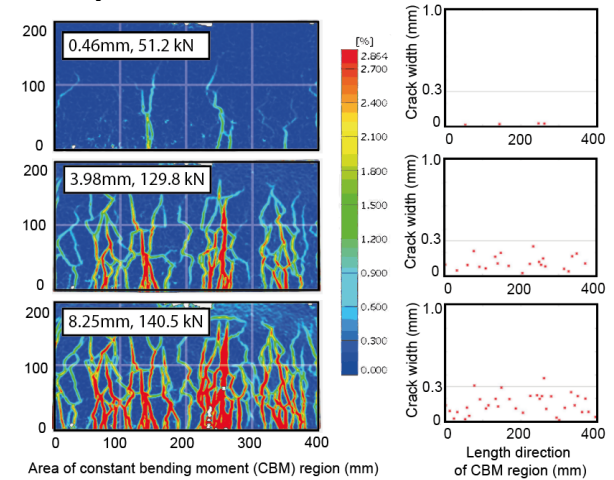 200
100
0
0.46mm, 51.2 kN
200
100
0
3.98mm, 129.8 kN
200
100
0
8.25mm, 140.5 kN
0 100 200 300 400
Area of constant bending moment (CBM) region (mm)
[%]
2.864
2.700
2.400
2.100
1.800
1.500
1.200
0.900
0.600
0.300
0.000
Crack width (mm)
1.0
0.3
0
0 200 400
Crack width (mm)
1.0
0.3
0
0 200 400
Crack width (mm)
1.0
0.3
0
0 200 400
Length direction
of CBM region (mm)